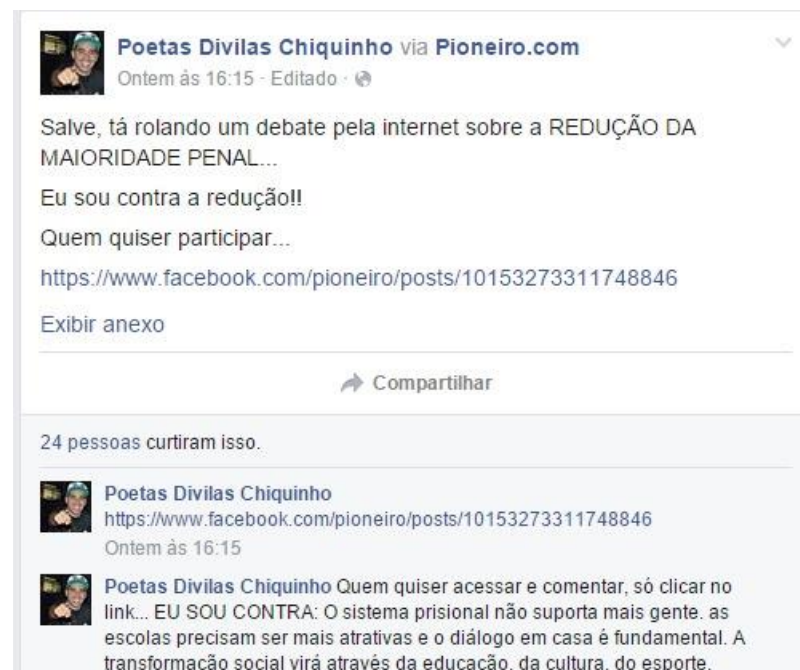 Poetas Divilas Chiquinho via Pioneiro.com
Ontem às 16:15 · Editado ·
Salve, tá rolando um debate pela internet sobre a REDUÇÃO DA
MAIORIDADE PENAL...
Eu sou contra a redução!!
Quem quiser participar...
https://www.facebook.com/pioneiro/posts/10153273311748846
Exibir anexo
Compartilhar
24 pessoas curtiram isso.
Poetas Divilas Chiquinho
https://www.facebook.com/pioneiro/posts/10153273311748846
Ontem às 16:15
Poetas Divilas Chiquinho Quem quiser acessar e comentar, só clicar no
link... EU SOU CONTRA: O sistema prisional não suporta mais gente. as
escolas precisam ser mais atrativas e o diálogo em casa é fundamental. A
transformação social virá através da educação, da cultura, do esporte,